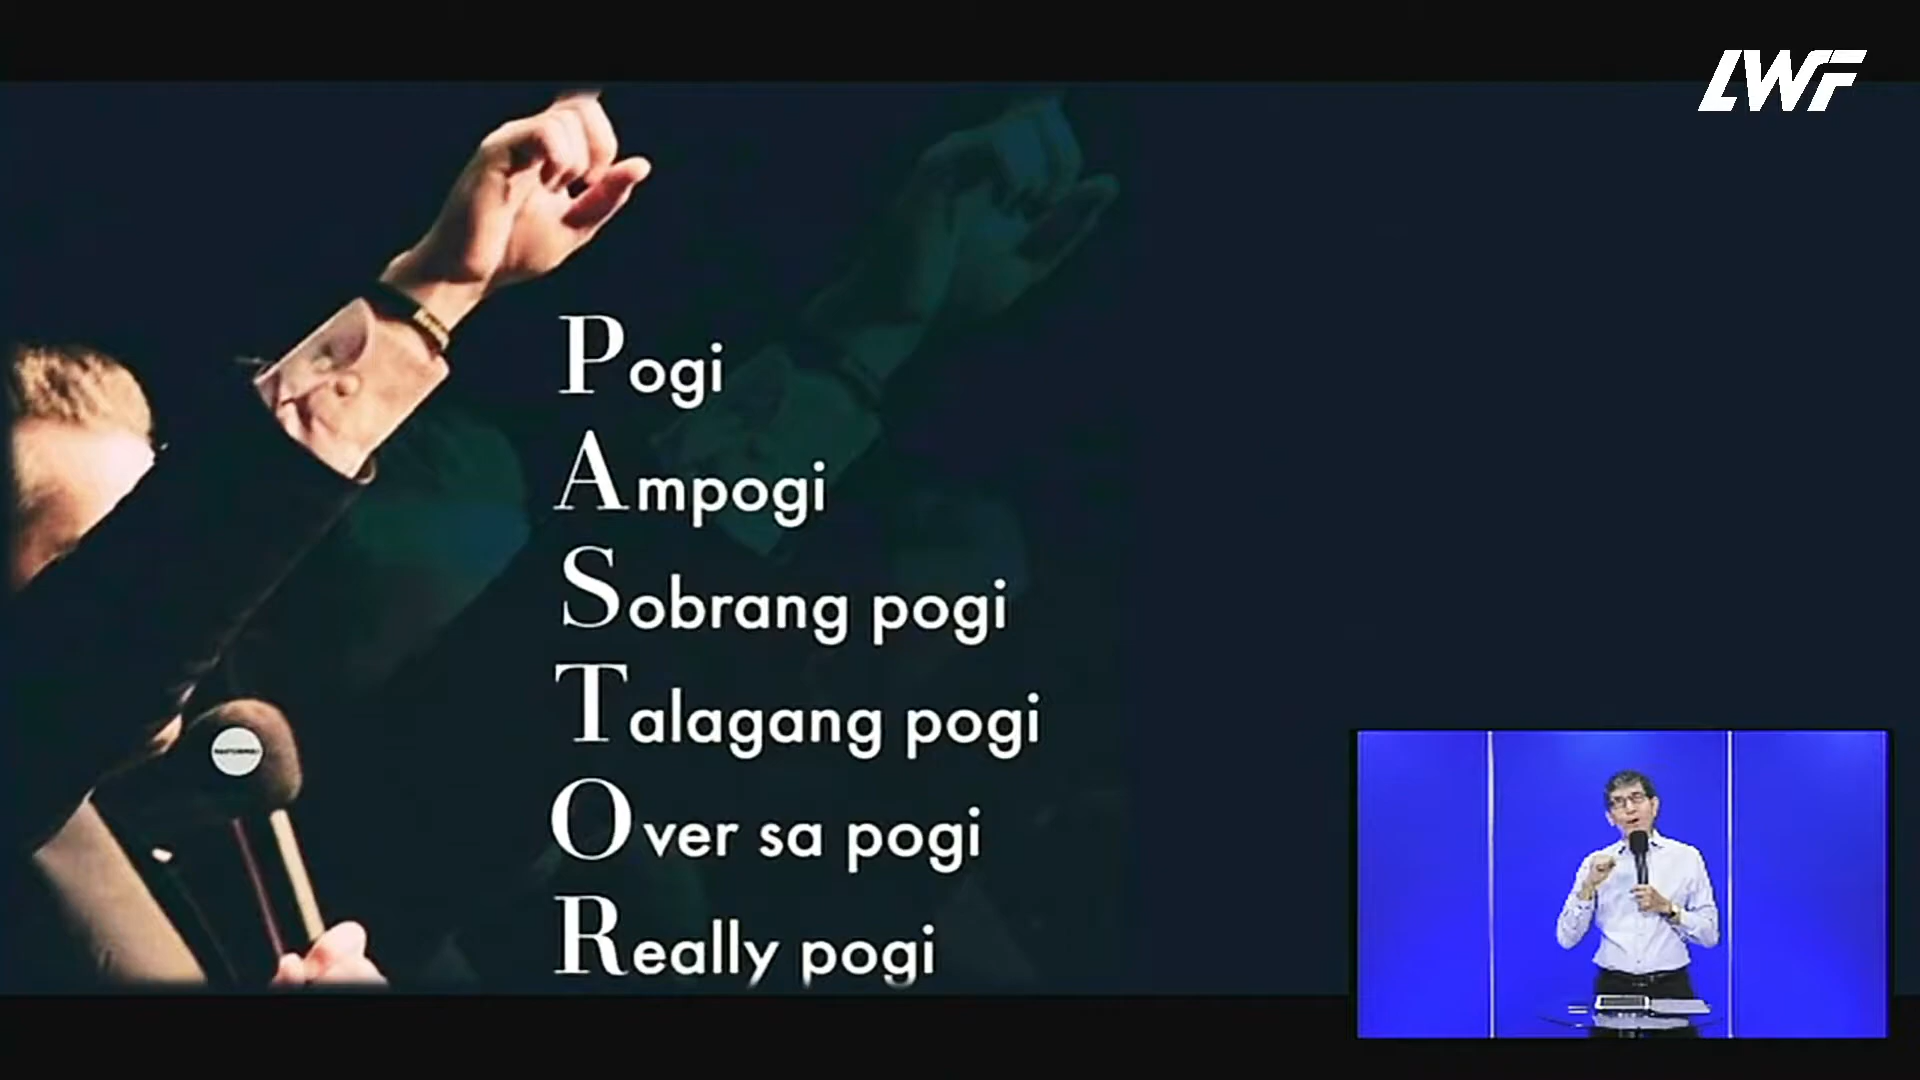 LWF
Pogi
Ampogi
Sobrang pogi
Talagang pogi
Over sa pogi
Really pogi